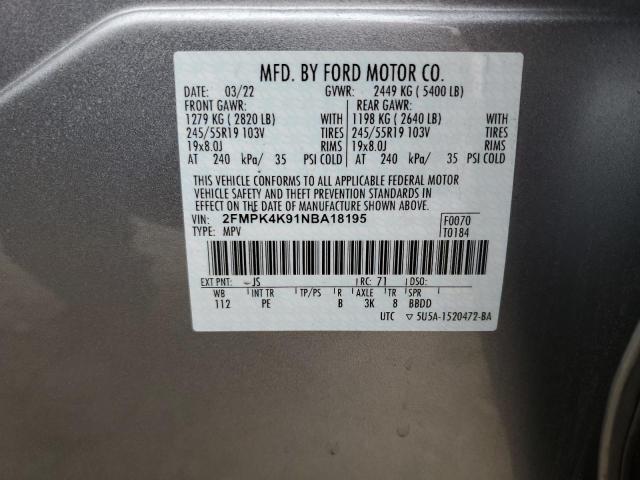 MFD. BY FORD MOTOR CO.
DATE: 03/22 GVWR: 2449 KG ( 5400 LB)
FRONT GAWR: REAR GAWR:
1279 KG ( 2820 LB) WITH 1198 KG ( 2640 LB) WITH
245/55R19 103V TIRES 245/55R19 103V TIRES
19x8.0J RIMS 19x8.0J RIMS
AT 240 kPa/ 35 PSI COLD AT 240 kPa/ 35 PSI COLD
THIS VEHICLE CONFORMS TO ALL APPLICABLE FEDERAL MOTOR
VEHICLE SAFETY AND THEFT PREVENTION STANDARDS IN
EFFECT ON THE DATE OF MANUFACTURE SHOWN ABOVE.
VIN: 2FMPK4K91NBA18195 F0070
TYPE: MPV T0184
EXT PNT: JS RC: 71 DSO:
WB INT TR TP/PS R AXLE TR SPR
112 PE B 3K 8 BBDD
UTC 5U5A-1520472-BA